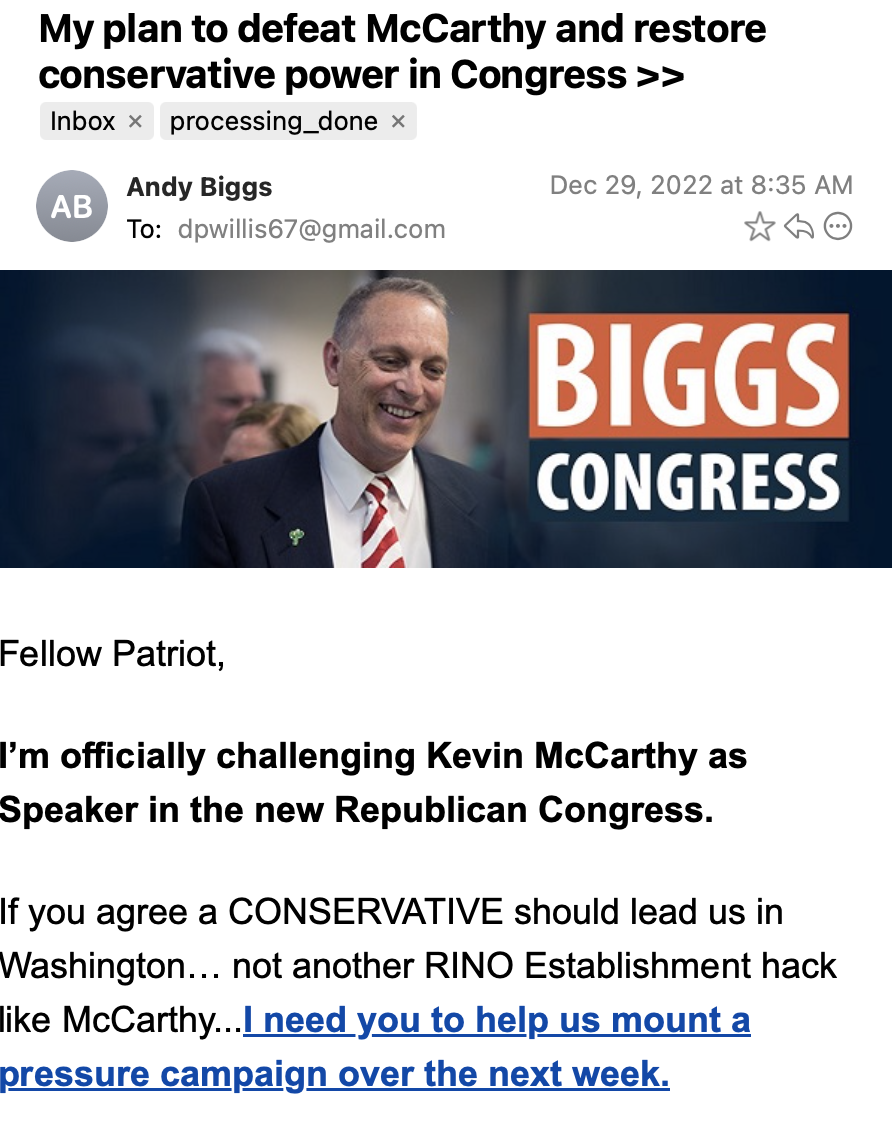 My plan to defeat McCarthy and restore
conservative power in Congress >>
Inbox × processing_done ×
AB
Andy Biggs
Dec 29, 2022 at 8:35 AM
To: dpwillis67@gmail.com
BIGGS
CONGRESS
Fellow Patriot,
I’m officially challenging Kevin McCarthy as
Speaker in the new Republican Congress.
If you agree a CONSERVATIVE should lead us in
Washington… not another RINO Establishment hack
like McCarthy...I need you to help us mount a
pressure campaign over the next week.